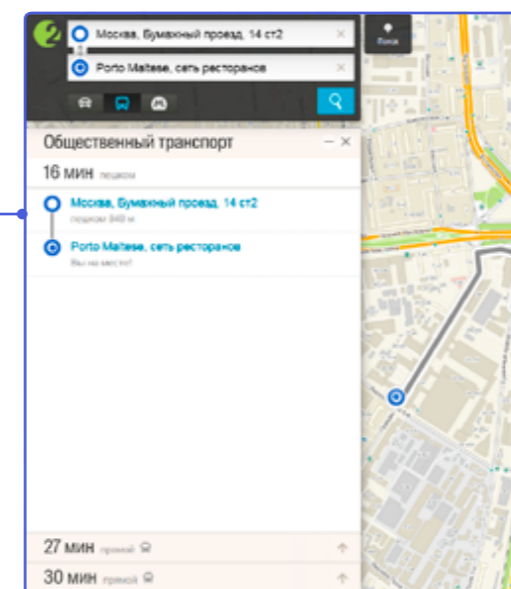 Москва, Бумажный проезд, 14 ст2
Porto Maltese, сеть ресторанов
Поиск
Общественный транспорт
16 мин пешком
Москва, Бумажный проезд, 14 ст2
пешком 849 м
Porto Maltese, сеть ресторанов
Вы на месте!
27 мин прямой
30 мин прямой